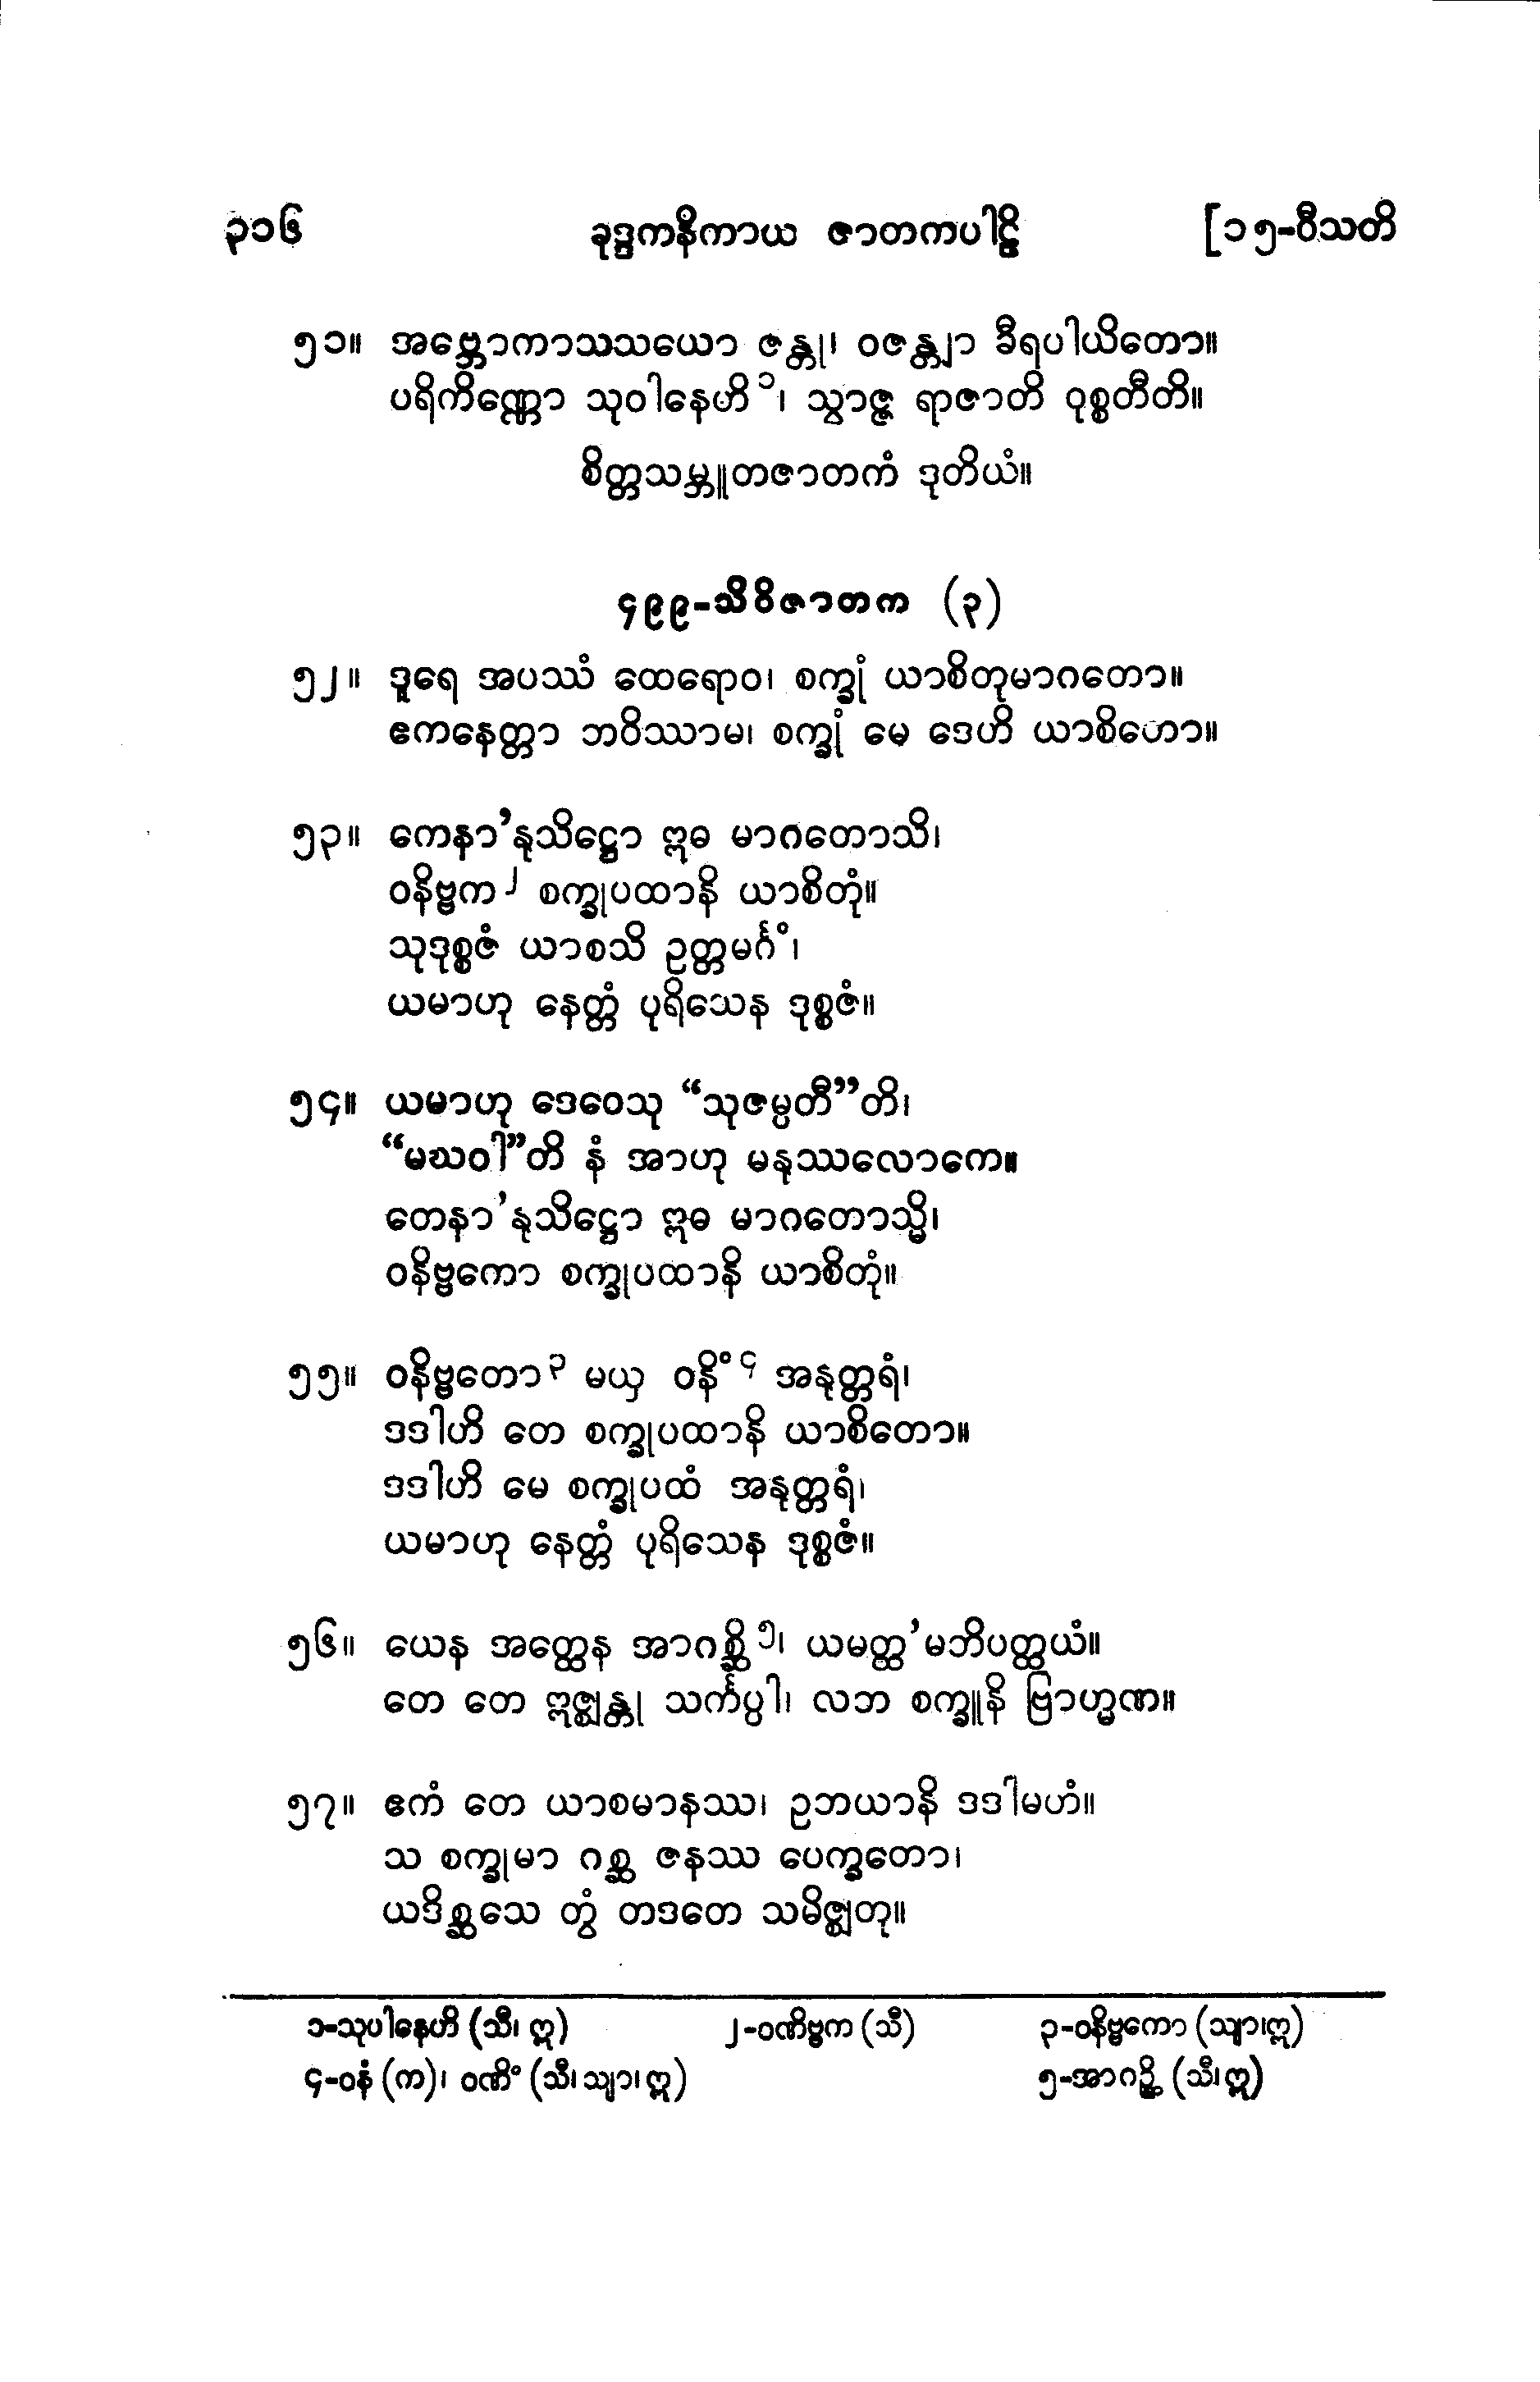 ၃၁၆ ခုဒ္ဒကနိကာယ ဇာတကပါဠိ [၁၅-ဝီသတိ
၅၁။ အဗ္ဘောကာသသယော ဇန္တု၊ ဝဇန္တျာ ခီရပါယိတော။
ပရိကိဏ္ဏော သုဝါနေဟိ ၁၊ သွာဇ္ဇ ရာဇာတိ ဝုစ္စတီတိ။
စိတ္တသမ္ဘူတဇာတကံ ဒုတိယံ။
၄၉၉-သိဝိဇာတက (၃)
၅၂။ ဒူရေ အပဿံ ထေရောဝ၊ စက္ခုံ ယာစိတုမာဂတော။
ဧကနေတ္တာ ဘဝိဿာမ၊ စက္ခုံ မေ ဒေဟိ ယာစိတော။
၅၃။ ကေနာ’နုသိဋ္ဌော ဣဓ မာဂတောသိ၊
ဝနိဗ္ဗက ၂ စက္ခုပထာနိ ယာစိတုံ။
သုဒုစ္စဇံ ယာစသိ ဥတ္တမင်္ဂံ၊
ယမာဟု နေတ္တံ ပုရိသေန ဒုစ္စဇံ။
၅၄။ ယမာဟု ဒေဝေသု “သုဇမ္ပတီ”တိ၊
“မဃဝါ”တိ နံ အာဟု မနုဿလောကေ။
တေနာ’နုသိဋ္ဌော ဣဓ မာဂတောသ္မိ၊
ဝနိဗ္ဗကော စက္ခုပထာနိ ယာစိတုံ။
၅၅။ ဝနိဗ္ဗတော ၃ မယှ ဝနိံ ၄ အနုတ္တရံ၊
ဒဒါဟိ တေ စက္ခုပထာနိ ယာစိတော။
ဒဒါဟိ မေ စက္ခုပထံ အနုတ္တရံ၊
ယမာဟု နေတ္တံ ပုရိသေန ဒုစ္စဇံ။
၅၆။ ယေန အတ္ထေန အာဂစ္ဆိ ၅၊ ယမတ္ထ’မဘိပတ္ထယံ။
တေ တေ ဣဇ္ဈန္တု သင်္ကပ္ပါ၊ လဘ စက္ခူနိ ဗြာဟ္မဏ။
၅၇။ ဧကံ တေ ယာစမာနဿ၊ ဥဘယာနိ ဒဒါမဟံ။
သ စက္ခုမာ ဂစ္ဆ ဇနဿ ပေက္ခတော၊
ယဒိစ္ဆသေ တွံ တဒတေ သမိဇ္ဈတု။
၁-သုပါနေဟိ (သီ၊ ဣ) ၂-ဝဏိဗ္ဗက (သီ) ၃-ဝနိဗ္ဗကော (သျာ၊ဣ)
၄-ဝနံ (က)၊ ဝဏိံ (သီ၊ သျာ၊ ဣ) ၅-အာဂဉ္ဆိ (သီ၊ဣ)